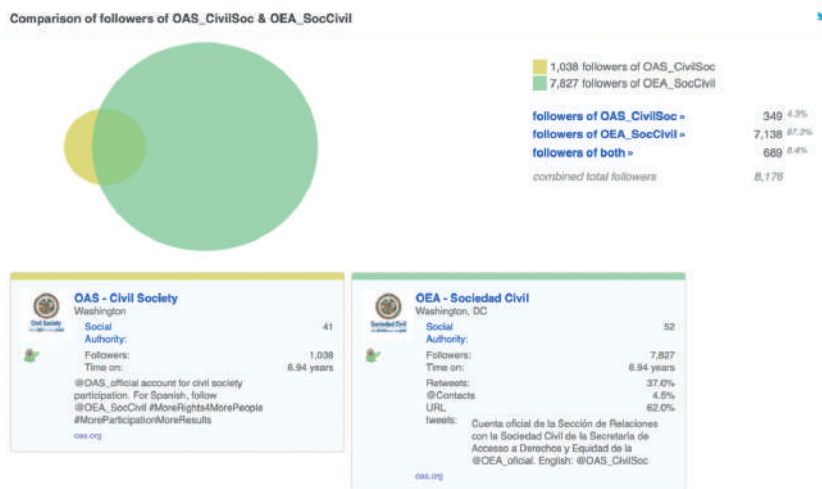 Comparison of followers of OAS_CivilSoc & OEA_SocCivil
1,038 followers of OAS_CivilSoc
7,827 followers of OEA_SocCivil
followers of OAS_CivilSoc » 349 4.3%
followers of OEA_SocCivil » 7,138 87.3%
followers of both » 689 8.4%
combined total followers 8,176
OAS - Civil Society
Washington
Civil Society
Social Authority: 41
Followers: 1,038
Time on: 6.94 years
@OAS_official account for civil society
participation. For Spanish, follow
@OEA_SocCivil #MoreRights4MorePeople
#MoreParticipationMoreResults
oas.org
OEA - Sociedad Civil
Washington, DC
Sociedad Civil
Social Authority: 52
Followers: 7,827
Time on: 6.94 years
Retweets: 37.0%
@Contacts 4.5%
URL tweets: 62.0%
Cuenta oficial de la Sección de Relaciones
con la Sociedad Civil de la Secretaría de
Accesso a Derechos y Equidad de la
@OEA_oficial. English: @OAS_CivilSoc
oas.org